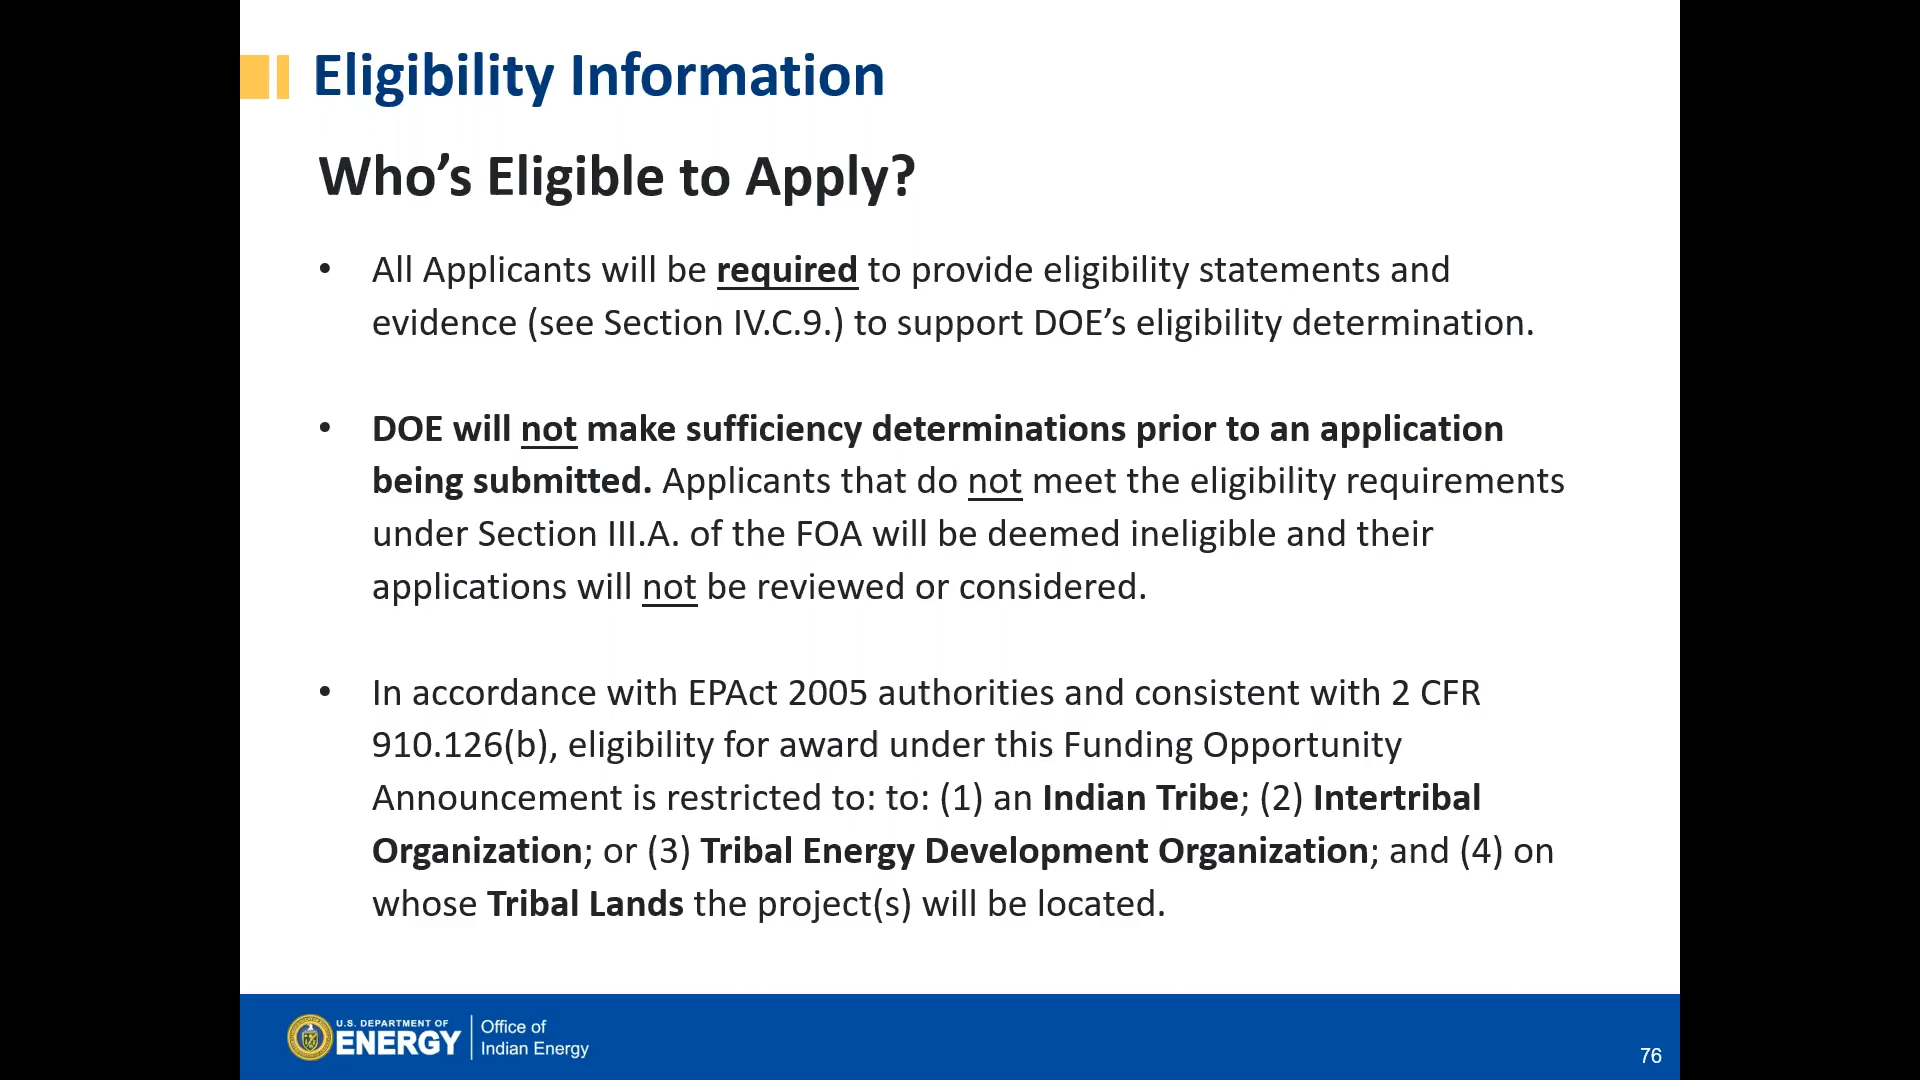 Eligibility Information
Who’s Eligible to Apply?
• All Applicants will be required to provide eligibility statements and
evidence (see Section IV.C.9.) to support DOE’s eligibility determination.
• DOE will not make sufficiency determinations prior to an application
being submitted. Applicants that do not meet the eligibility requirements
under Section III.A. of the FOA will be deemed ineligible and their
applications will not be reviewed or considered.
• In accordance with EPAct 2005 authorities and consistent with 2 CFR
910.126(b), eligibility for award under this Funding Opportunity
Announcement is restricted to: to: (1) an Indian Tribe; (2) Intertribal
Organization; or (3) Tribal Energy Development Organization; and (4) on
whose Tribal Lands the project(s) will be located.
U.S. DEPARTMENT OF
ENERGY
Office of
Indian Energy
76